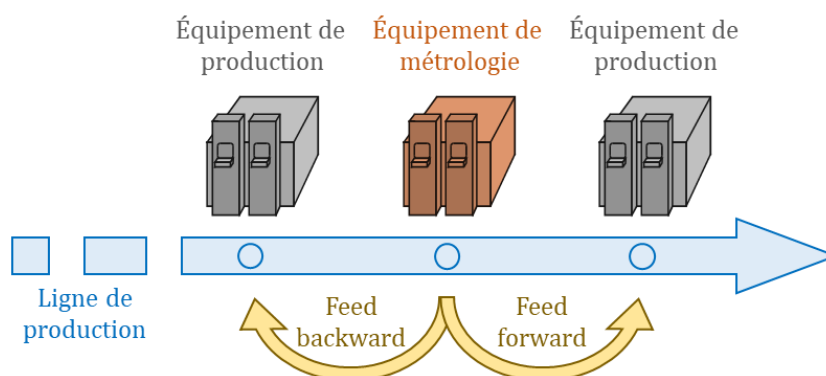 Équipement de
production
Équipement de
métrologie
Équipement de
production
Ligne de
production
Feed
backward
Feed
forward